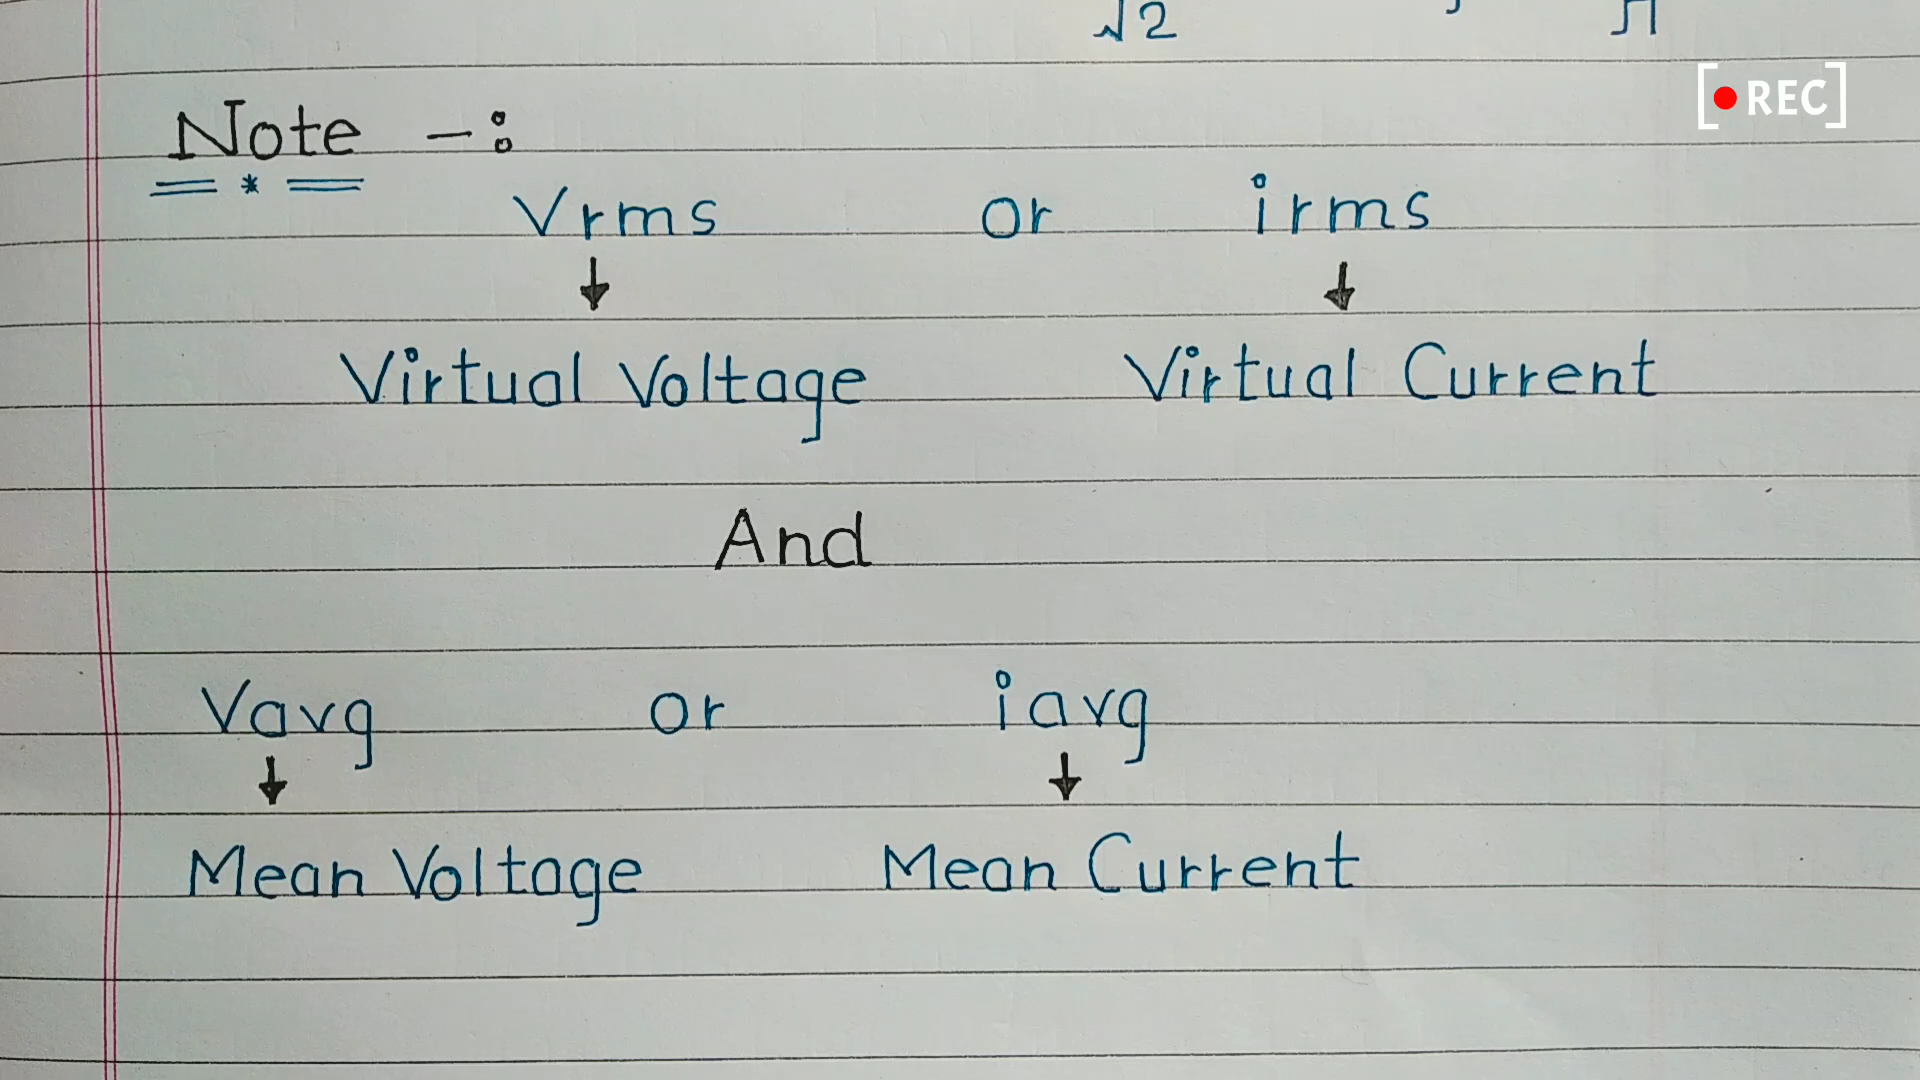 √2 π
REC
Note -:
Vrms or irms
↓ ↓
Virtual Voltage Virtual Current
And
Vavg or iavg
↓ ↓
Mean Voltage Mean Current